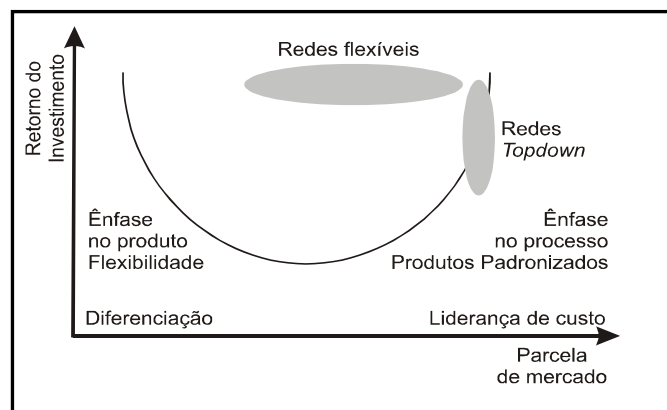 Retorno do
Investimento
Redes flexíveis
Redes
Topdown
Ênfase
no produto
Flexibilidade
Ênfase
no processo
Produtos Padronizados
Diferenciação
Liderança de custo
Parcela
de mercado